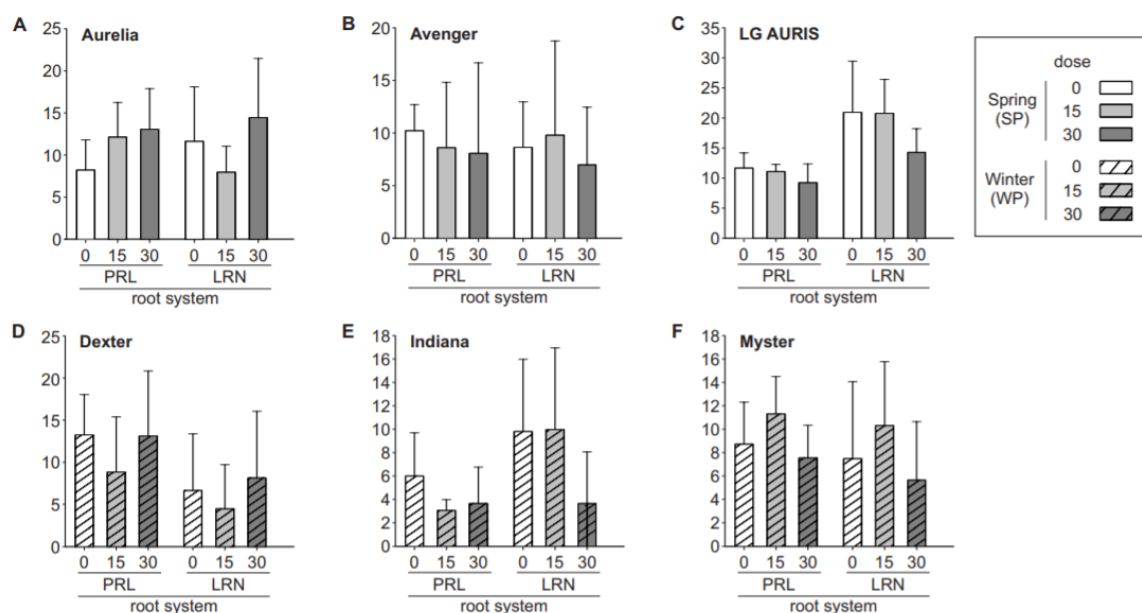 A
Aurelia
25
20
15
10
5
0
0 15 30 0 15 30
PRL LRN
root system
B
Avenger
20
15
10
5
0
0 15 30 0 15 30
PRL LRN
root system
C
LG AURIS
35
30
25
20
15
10
5
0
0 15 30 0 15 30
PRL LRN
root system
dose
Spring
(SP)
0
15
30
Winter
(WP)
0
15
30
D
Dexter
25
20
15
10
5
0
0 15 30 0 15 30
PRL LRN
root system
E
Indiana
18
16
14
12
10
8
6
4
2
0
0 15 30 0 15 30
PRL LRN
root system
F
Myster
18
16
14
12
10
8
6
4
2
0
0 15 30 0 15 30
PRL LRN
root system